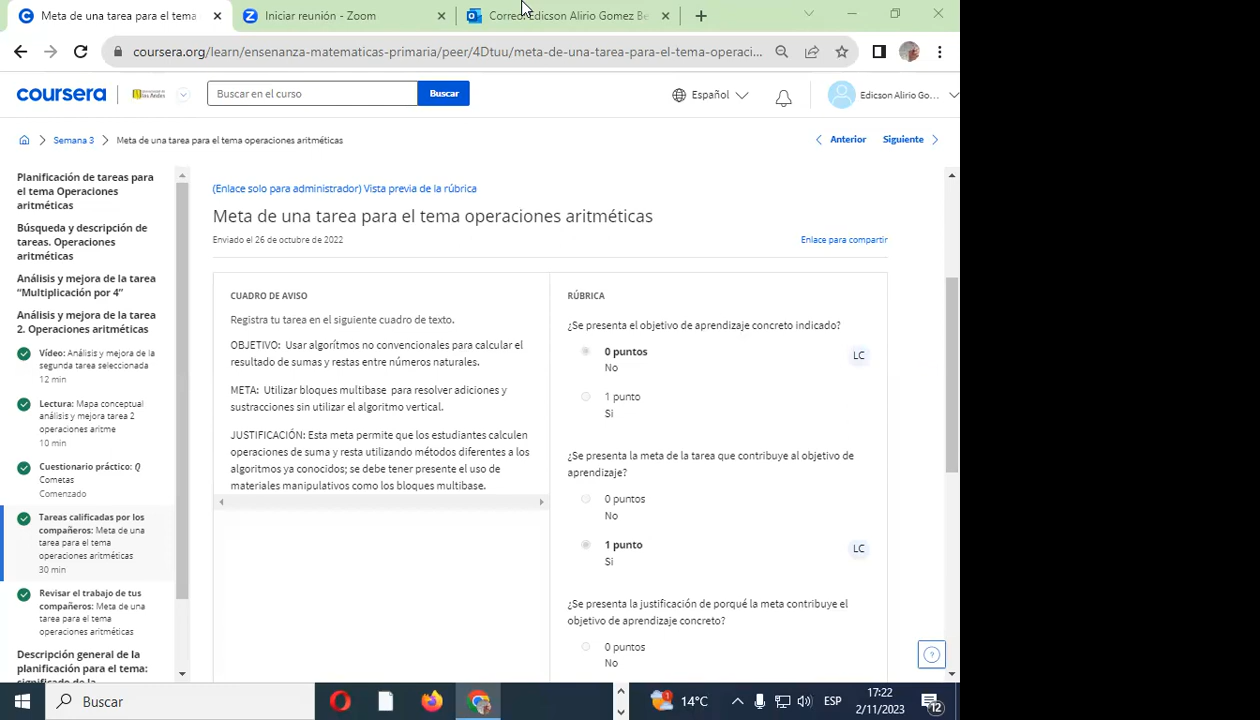 Meta de una tarea para el tema
Iniciar reunión - Zoom
Correo: Edicson Alirio Gomez Be
coursera.org/learn/ensenanza-matematicas-primaria/peer/4Dtuu/meta-de-una-tarea-para-el-tema-operaci...
coursera
Buscar en el curso
Buscar
Español
Edicson Alirio Go...
Semana 3
Meta de una tarea para el tema operaciones aritméticas
Anterior
Siguiente
Planificación de tareas para
el tema Operaciones
aritméticas
Búsqueda y descripción de
tareas. Operaciones
aritméticas
Análisis y mejora de la tarea
“Multiplicación por 4”
Análisis y mejora de la tarea
2. Operaciones aritméticas
Vídeo: Análisis y mejora de la
segunda tarea seleccionada
12 min
Lectura: Mapa conceptual
análisis y mejora tarea 2
operaciones aritme
10 min
Cuestionario práctico: Q
Cometas
Comenzado
Tareas calificadas por los
compañeros: Meta de una
tarea para el tema
operaciones aritméticas
30 min
Revisar el trabajo de tus
compañeros: Meta de una
tarea para el tema
operaciones aritméticas
Descripción general de la
planificación para el tema:
significado de la
(Enlace solo para administrador) Vista previa de la rúbrica
Meta de una tarea para el tema operaciones aritméticas
Enviado el 26 de octubre de 2022
Enlace para compartir
CUADRO DE AVISO
Registra tu tarea en el siguiente cuadro de texto.
OBJETIVO: Usar algorítmos no convencionales para calcular el
resultado de sumas y restas entre números naturales.
META: Utilizar bloques multibase para resolver adiciones y
sustracciones sin utilizar el algoritmo vertical.
JUSTIFICACIÓN: Esta meta permite que los estudiantes calculen
operaciones de suma y resta utilizando métodos diferentes a los
algoritmos ya conocidos; se debe tener presente el uso de
materiales manipulativos como los bloques multibase.
RÚBRICA
¿Se presenta el objetivo de aprendizaje concreto indicado?
0 puntos
No
LC
1 punto
Si
¿Se presenta la meta de la tarea que contribuye al objetivo de
aprendizaje?
0 puntos
No
1 punto
Si
LC
¿Se presenta la justificación de porqué la meta contribuye el
objetivo de aprendizaje concreto?
0 puntos
No
Buscar
14°C
ESP
17:22
2/11/2023
12